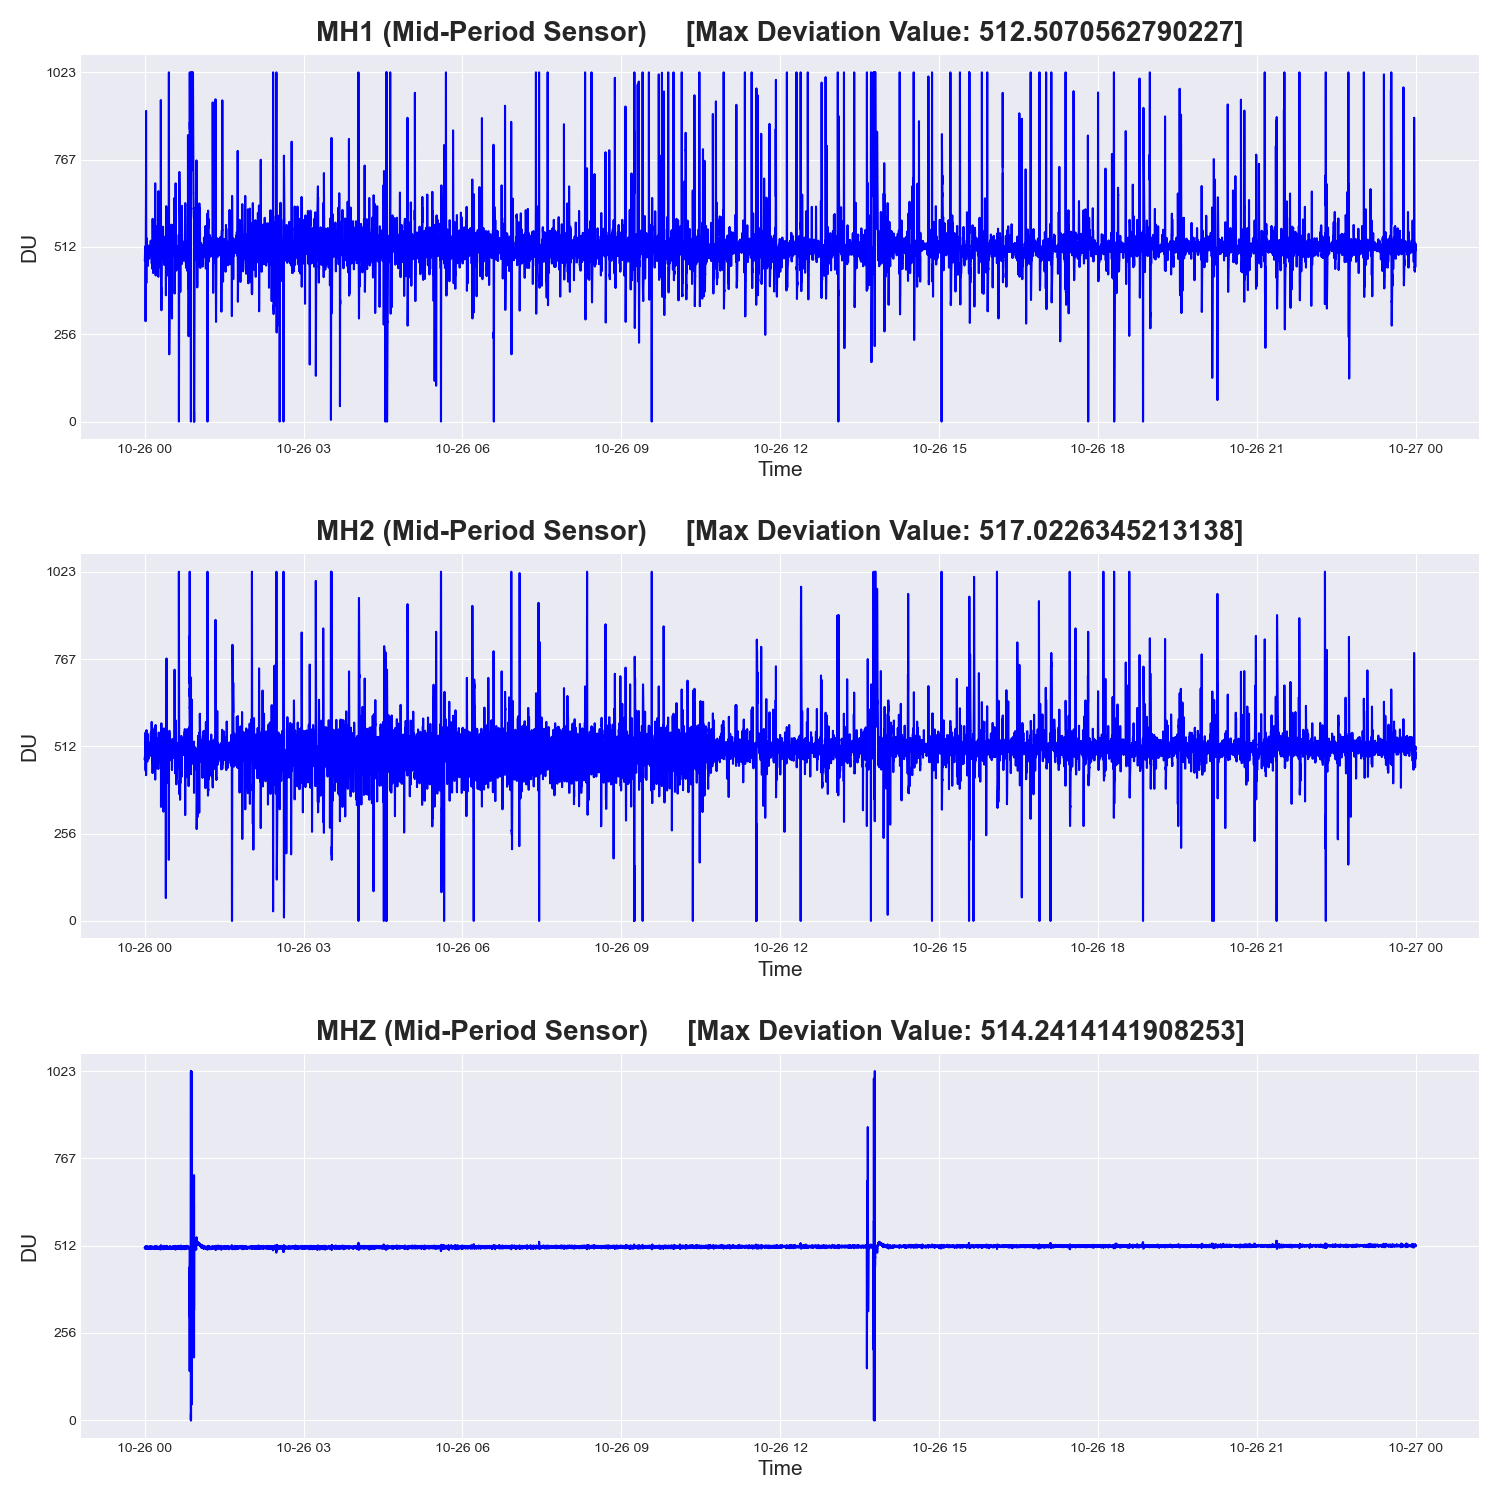 MH1 (Mid-Period Sensor) [Max Deviation Value: 512.5070562790227]
1023
767
512
256
0
DU
10-26 00 10-26 03 10-26 06 10-26 09 10-26 12 10-26 15 10-26 18 10-26 21 10-27 00
Time
MH2 (Mid-Period Sensor) [Max Deviation Value: 517.0226345213138]
1023
767
512
256
0
DU
10-26 00 10-26 03 10-26 06 10-26 09 10-26 12 10-26 15 10-26 18 10-26 21 10-27 00
Time
MHZ (Mid-Period Sensor) [Max Deviation Value: 514.2414141908253]
1023
767
512
256
0
DU
10-26 00 10-26 03 10-26 06 10-26 09 10-26 12 10-26 15 10-26 18 10-26 21 10-27 00
Time